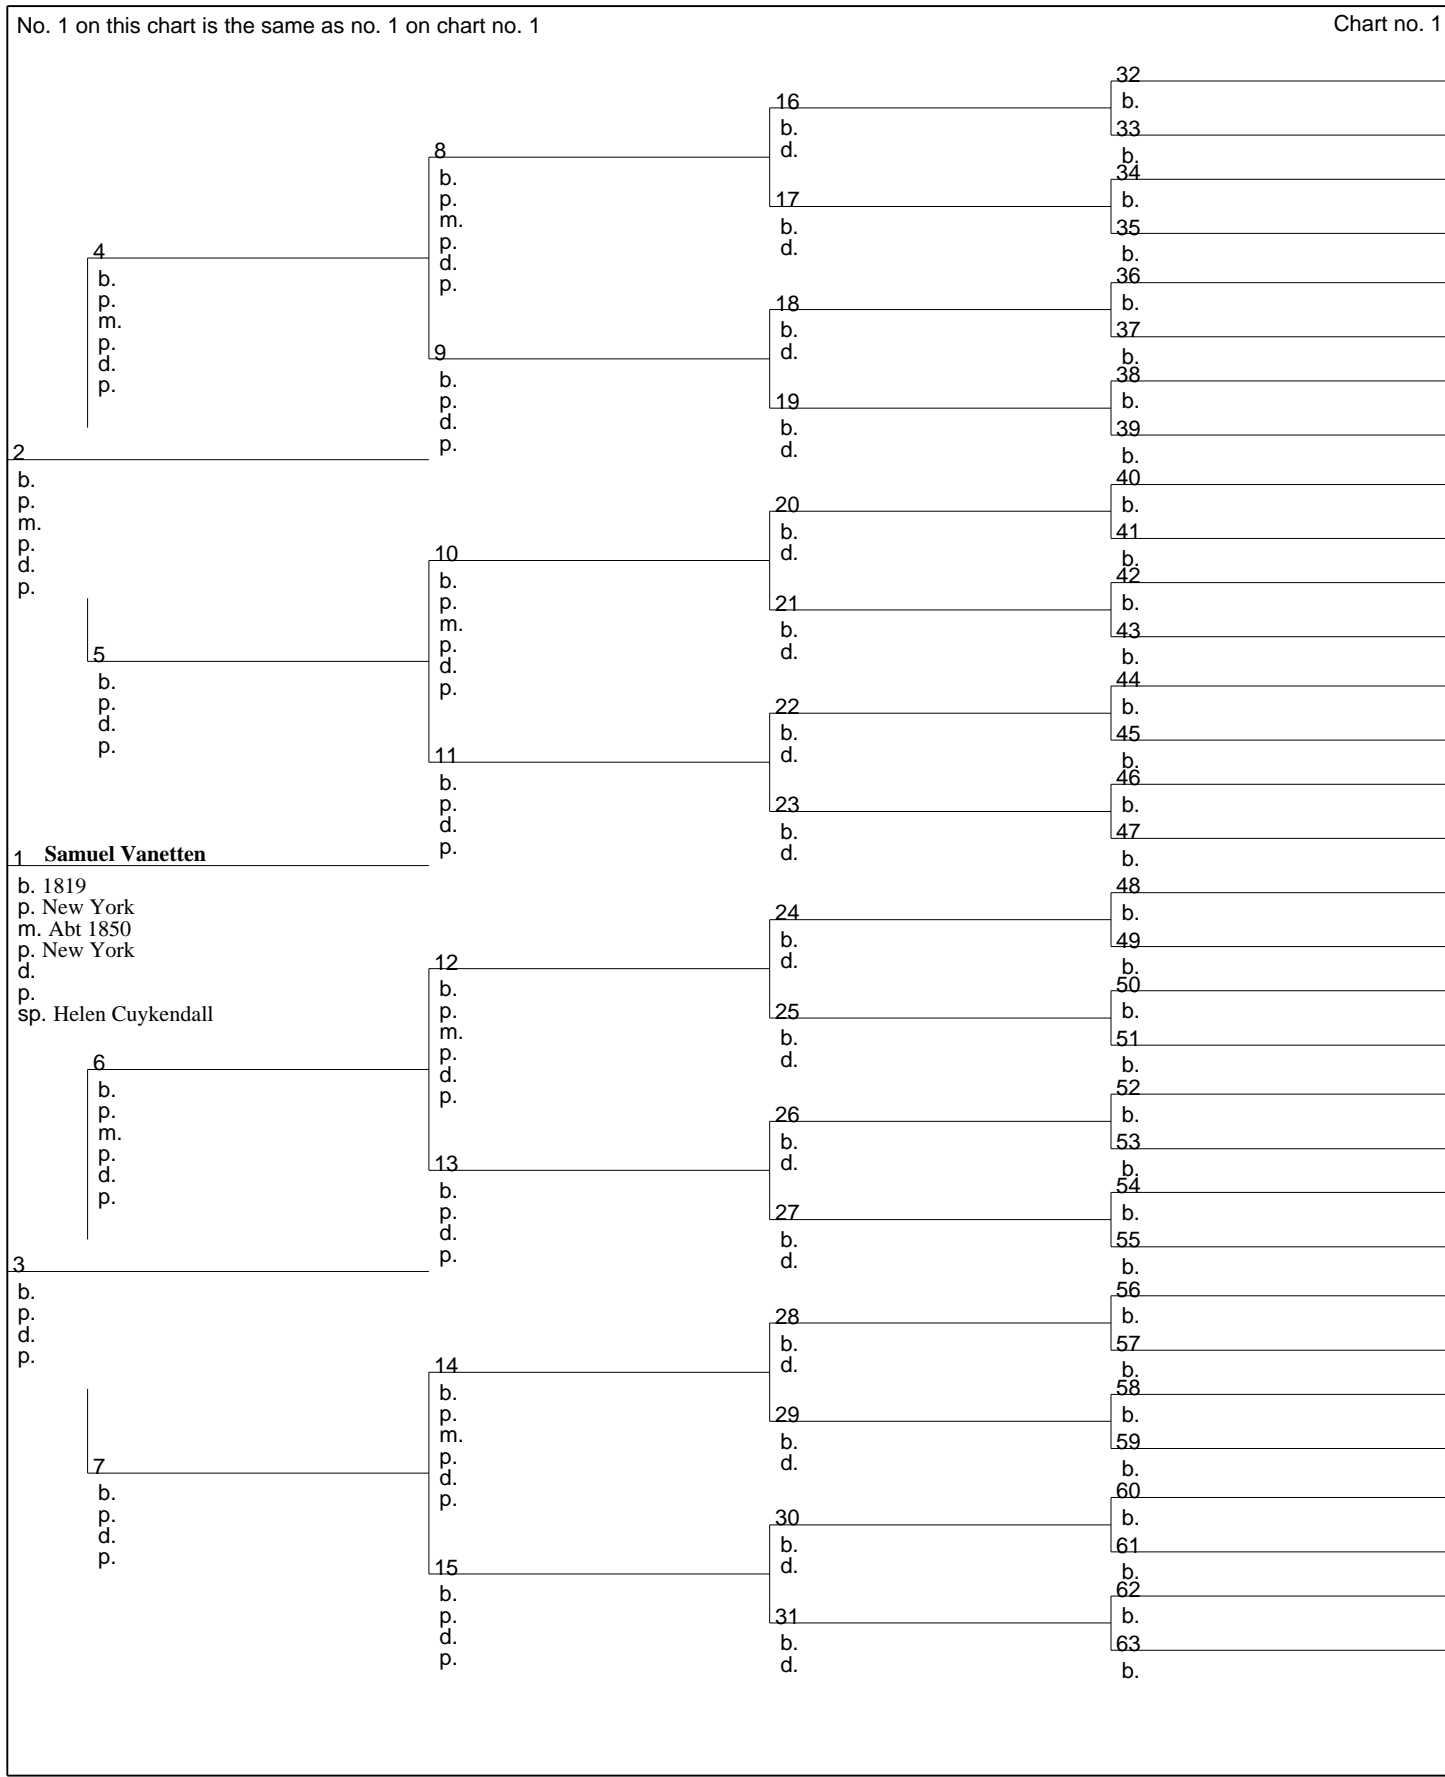 No. 1 on this chart is the same as no. 1 on chart no. 1
Chart no. 1
2
b.
p.
m.
p.
d.
p.
1 Samuel Vanetten
b. 1819
p. New York
m. Abt 1850
p. New York
d.
p.
sp. Helen Cuykendall
3
b.
p.
d.
p.
4
b.
p.
m.
p.
d.
p.
5
b.
p.
d.
p.
6
b.
p.
m.
p.
d.
p.
7
b.
p.
d.
p.
8
b.
p.
m.
p.
d.
p.
9
b.
p.
d.
p.
10
b.
p.
m.
p.
d.
p.
11
b.
p.
d.
p.
12
b.
p.
m.
p.
d.
p.
13
b.
p.
d.
p.
14
b.
p.
m.
p.
d.
p.
15
b.
p.
d.
p.
16
b.
d.
17
b.
d.
18
b.
d.
19
b.
d.
20
b.
d.
21
b.
d.
22
b.
d.
23
b.
d.
24
b.
d.
25
b.
d.
26
b.
d.
27
b.
d.
28
b.
d.
29
b.
d.
30
b.
d.
31
b.
d.
32
b.
33
b.
34
b.
35
b.
36
b.
37
b.
38
b.
39
b.
40
b.
41
b.
42
b.
43
b.
44
b.
45
b.
46
b.
47
b.
48
b.
49
b.
50
b.
51
b.
52
b.
53
b.
54
b.
55
b.
56
b.
57
b.
58
b.
59
b.
60
b.
61
b.
62
b.
63
b.